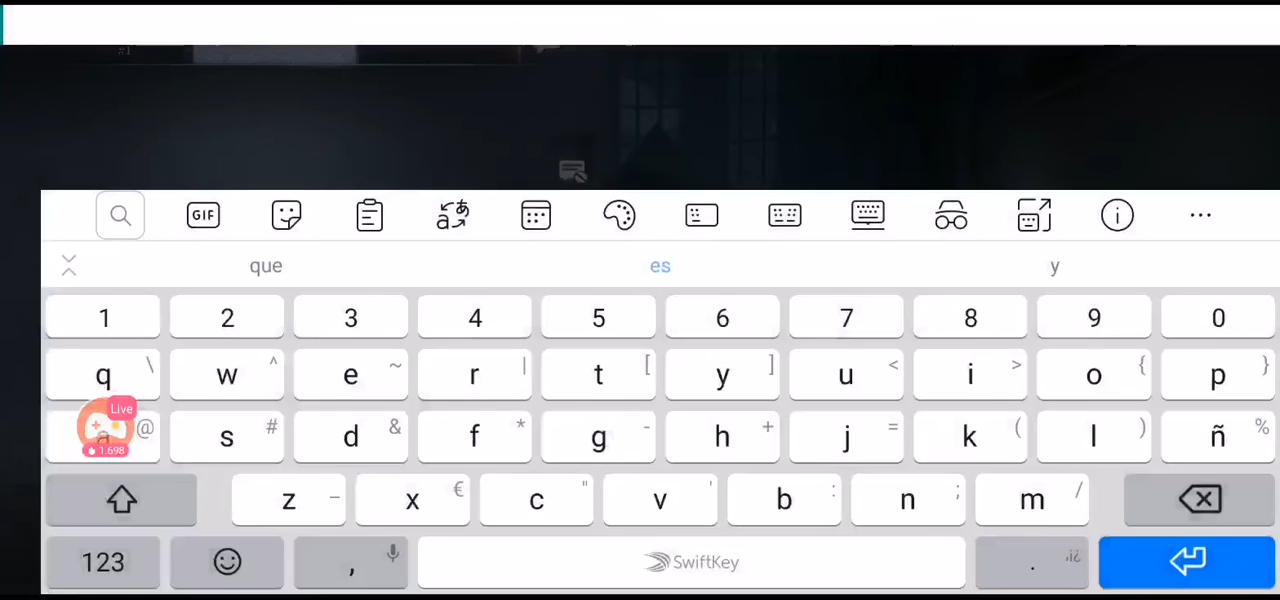 GIF
que es y
1 2 3 4 5 6 7 8 9 0
q \ w ^ e ~ r | t [ y ] u < i > o { p }
Live
@ s # d & f * g - h + j = k ( l ) ñ %
1.698
z _ x € c " v ' b : n ; m /
123 , SwiftKey . ,¡¿